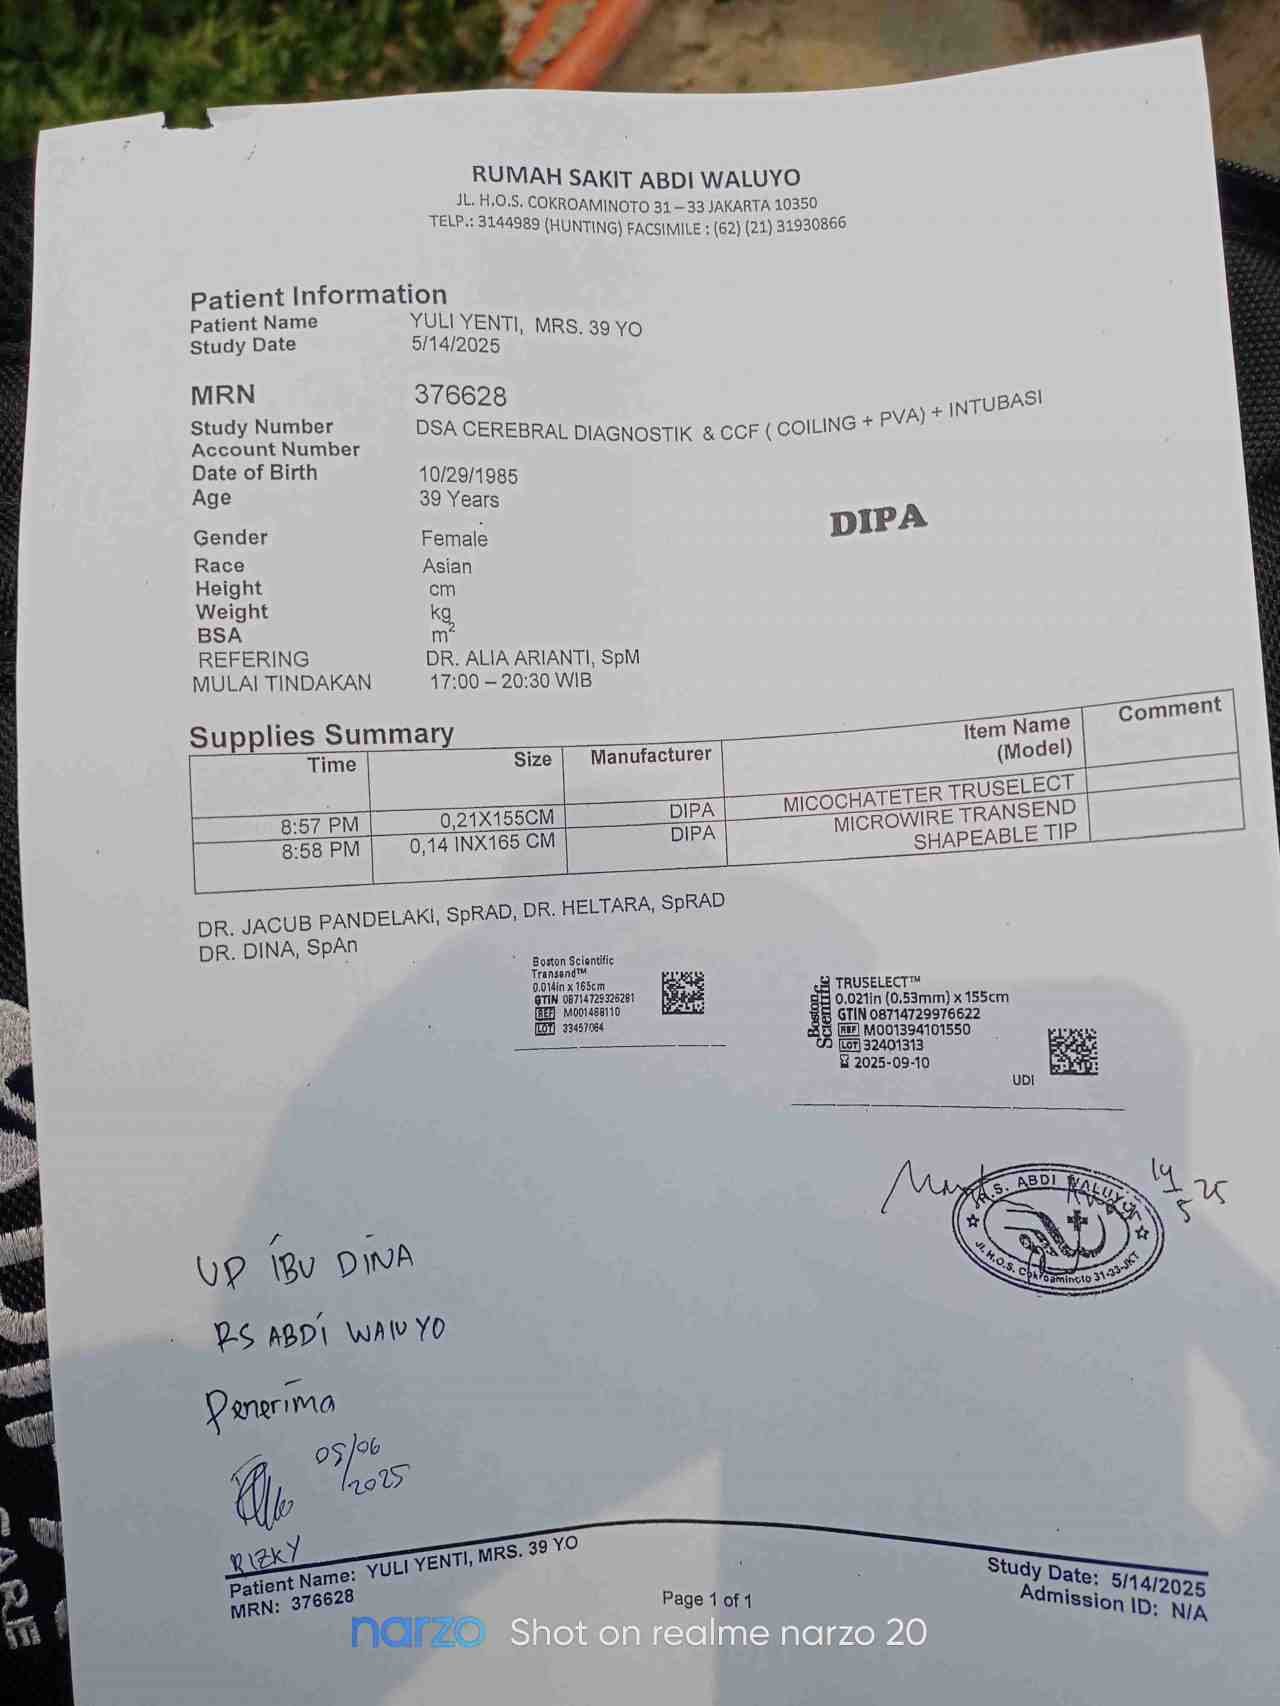 RUMAH SAKIT ABDI WALUYO
JL. H.O.S. COKROAMINOTO 31 – 33 JAKARTA 10350
TELP.: 3144989 (HUNTING) FACSIMILE : (62) (21) 31930866
Patient Information
Patient Name YULI YENTI, MRS. 39 YO
Study Date 5/14/2025
MRN 376628
Study Number DSA CEREBRAL DIAGNOSTIK & CCF ( COILING + PVA) + INTUBASI
Account Number
Date of Birth 10/29/1985
Age 39 Years
DIPA
Gender Female
Race Asian
Height cm
Weight kg
BSA m²
REFERING DR. ALIA ARIANTI, SpM
MULAI TINDAKAN 17:00 – 20:30 WIB
Supplies Summary
Time Size Manufacturer Item Name (Model) Comment
8:57 PM 0,21X155CM DIPA MICOCHATETER TRUSELECT
8:58 PM 0,14 INX165 CM DIPA MICROWIRE TRANSEND
SHAPEABLE TIP
DR. JACUB PANDELAKI, SpRAD, DR. HELTARA, SpRAD
DR. DINA, SpAn
Boston Scientific
Transend™
0.014in x 165cm
GTIN 08714729326281
REF M001468110
LOT 33457064
Boston
Scientific
TRUSELECT™
0.021in (0.53mm) x 155cm
GTIN 08714729976622
REF M001394101550
LOT 32401313
2025-09-10
UDI
14/5 25
R.S. ABDI WALUYO
Jl. H.O.S. Cokroaminoto 31-33-JKT
UP IBU DINA
RS ABDI WALUYO
Penerima
05/06
/2025
RIZKY
Patient Name: YULI YENTI, MRS. 39 YO
MRN: 376628
Page 1 of 1
Study Date: 5/14/2025
Admission ID: N/A
CARE
narzo Shot on realme narzo 20